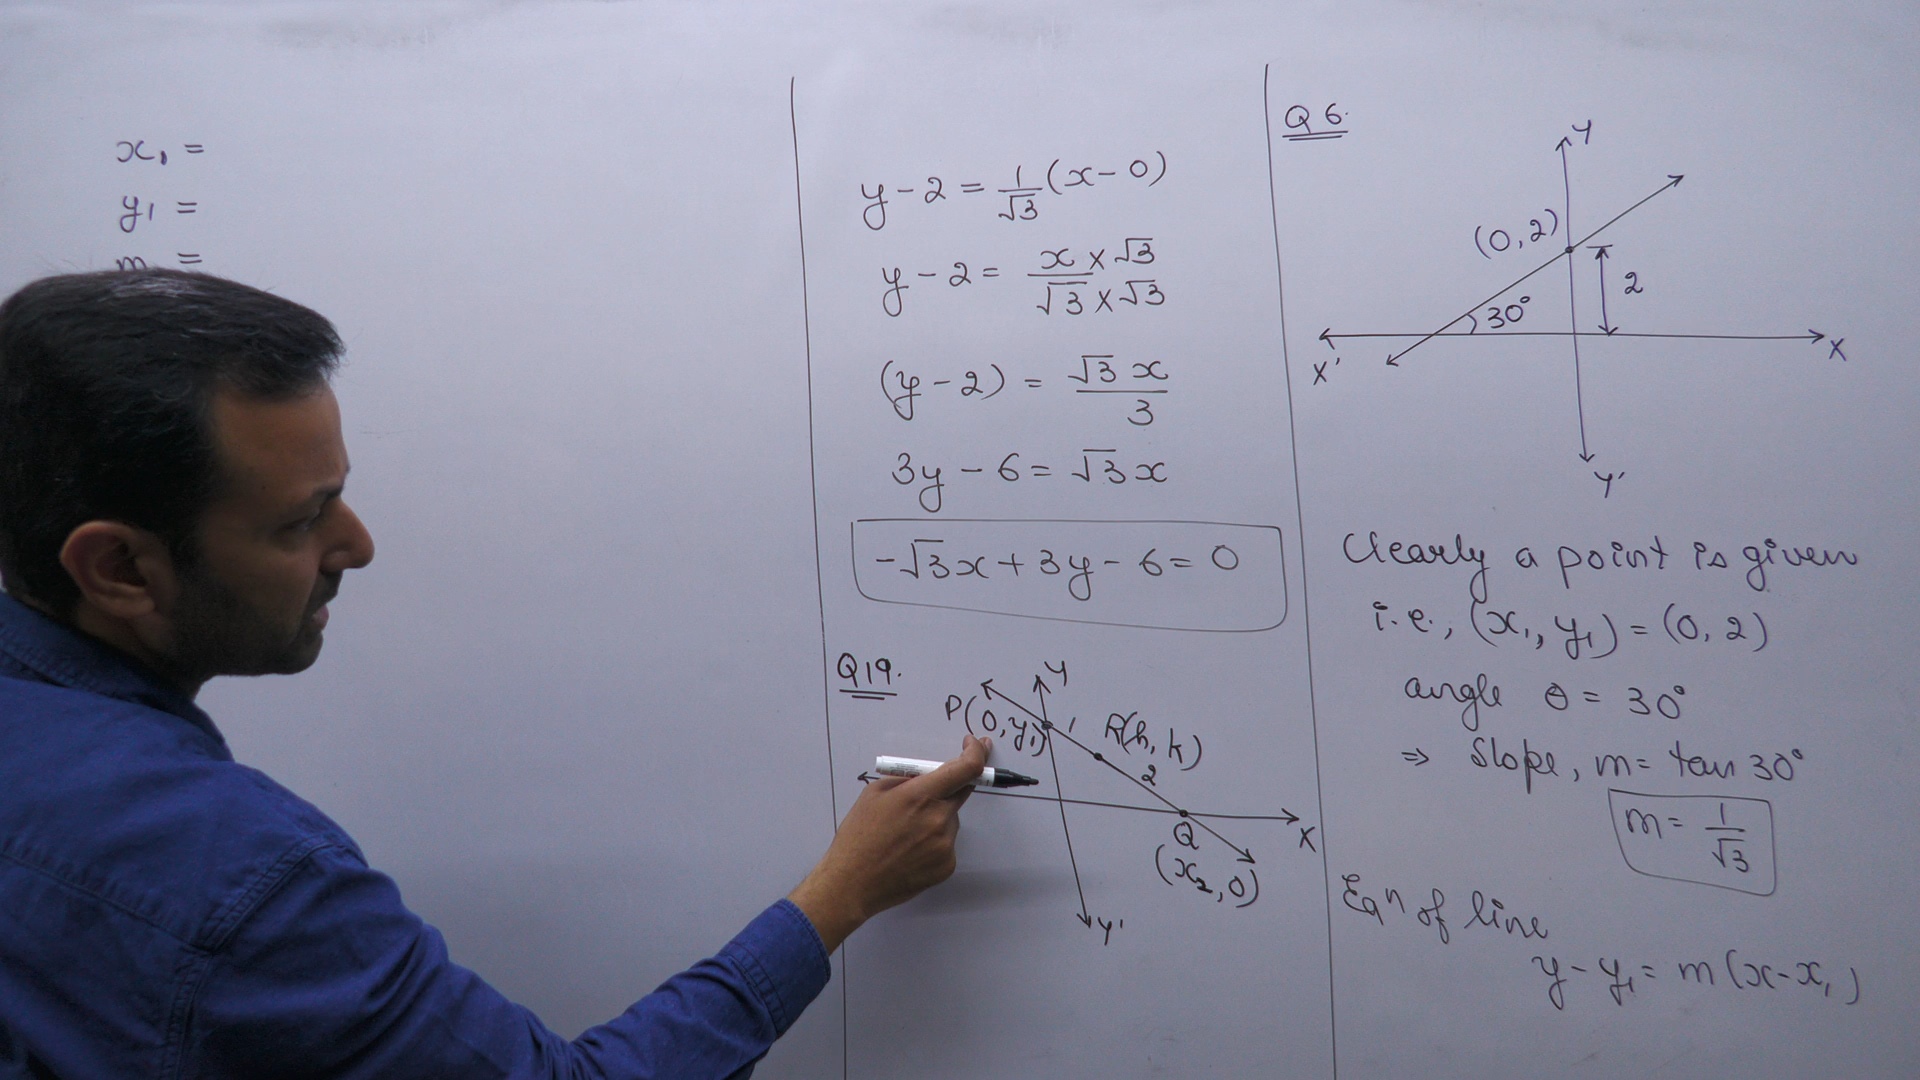 x₁ =
y₁ =
m =
y - 2 = 1/√3 (x - 0)
y - 2 = x × √3 / √3 × √3
(y - 2) = √3 x / 3
3y - 6 = √3 x
-√3x + 3y - 6 = 0
Q19.
Y
P(0, y₁)
1
R(h, k)
2
X
Q
(x₂, 0)
Y'
Q 6.
Y
(0, 2)
2
30°
X'
X
Y'
Clearly a point is given
i.e., (x₁, y₁) = (0, 2)
angle θ = 30°
⇒ Slope, m = tan 30°
m = 1/√3
Eqⁿ of line
y - y₁ = m (x - x₁)